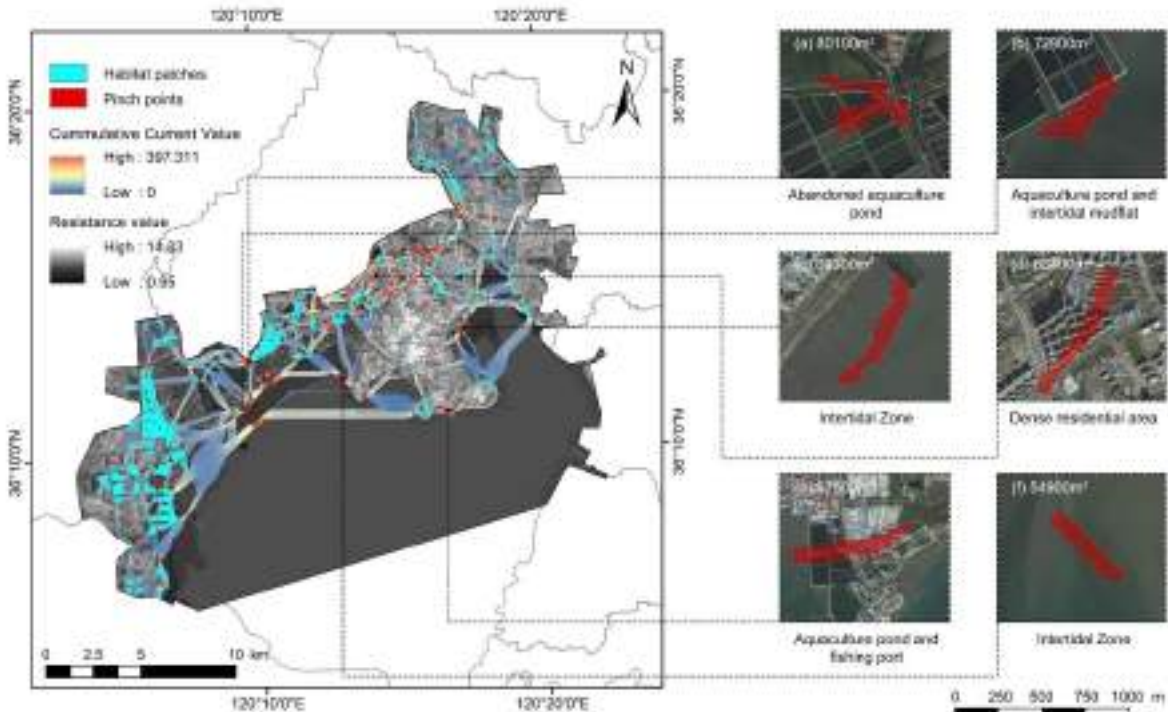 120°10'0"E
120°20'0"E
Habitat patches
Pinch points
Cummulative Current Value
High : 397.311
Low : 0
Resistance value
High : 14.83
Low : 0.95
N
36°20'0"N
36°20'0"N
36°10'0"N
36°10'0"N
0 2.5 5 10 km
120°10'0"E
120°20'0"E
(a) 80100m²
Abandoned aquaculture
pond
(b) 72900m²
Aquaculture pond and
intertidal mudflat
Intertidal Zone
Dense residential area
Aquaculture pond and
fishing port
(f) 54900m²
Intertidal Zone
0 250 500 750 1000 m